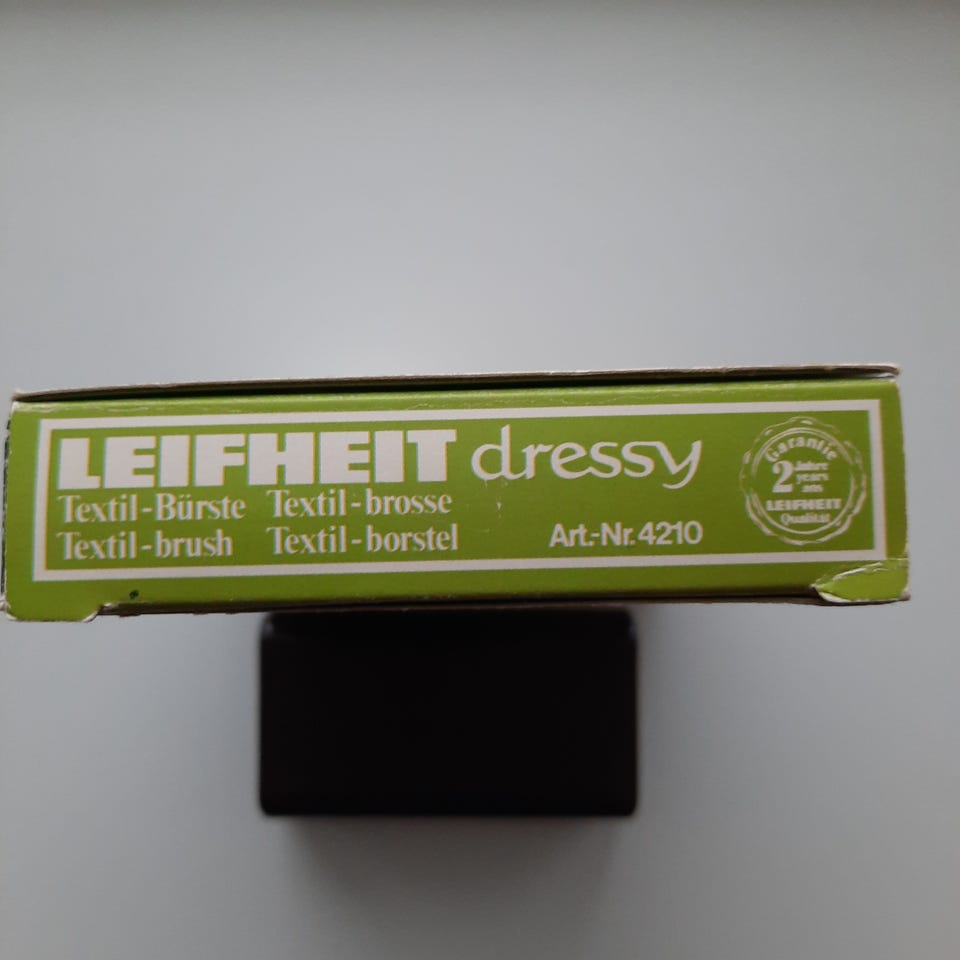 LEIFHEIT dressy
Textil-Bürste Textil-brosse
Textil-brush Textil-borstel
Art.-Nr. 4210
Garantie
2 Jahre
years
ans
LEIFHEIT
Qualität